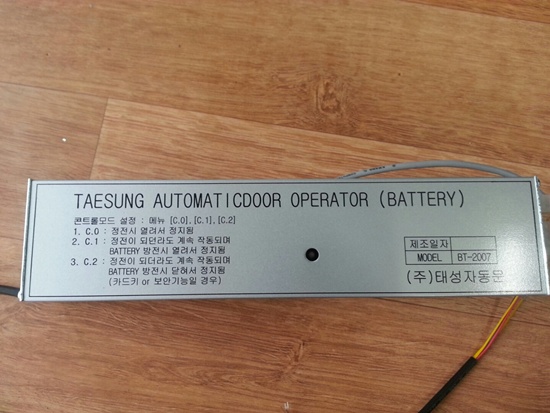 TAESUNG AUTOMATICDOOR OPERATOR (BATTERY)
콘트롤모드 설정 : 메뉴 [C.0], [C.1], [C.2]
1. C.0 : 정전시 열려서 정지됨
2. C.1 : 정전이 되던라도 계속 작동되며
BATTERY 방전시 열려서 정지됨
3. C.2 : 정전이 되더라도 계속 작동되며
BATTERY 방전시 닫혀서 정지됨
(카드키 or 보안기능일 경우)
제조일자
MODEL BT-2007
(주)태성자동문